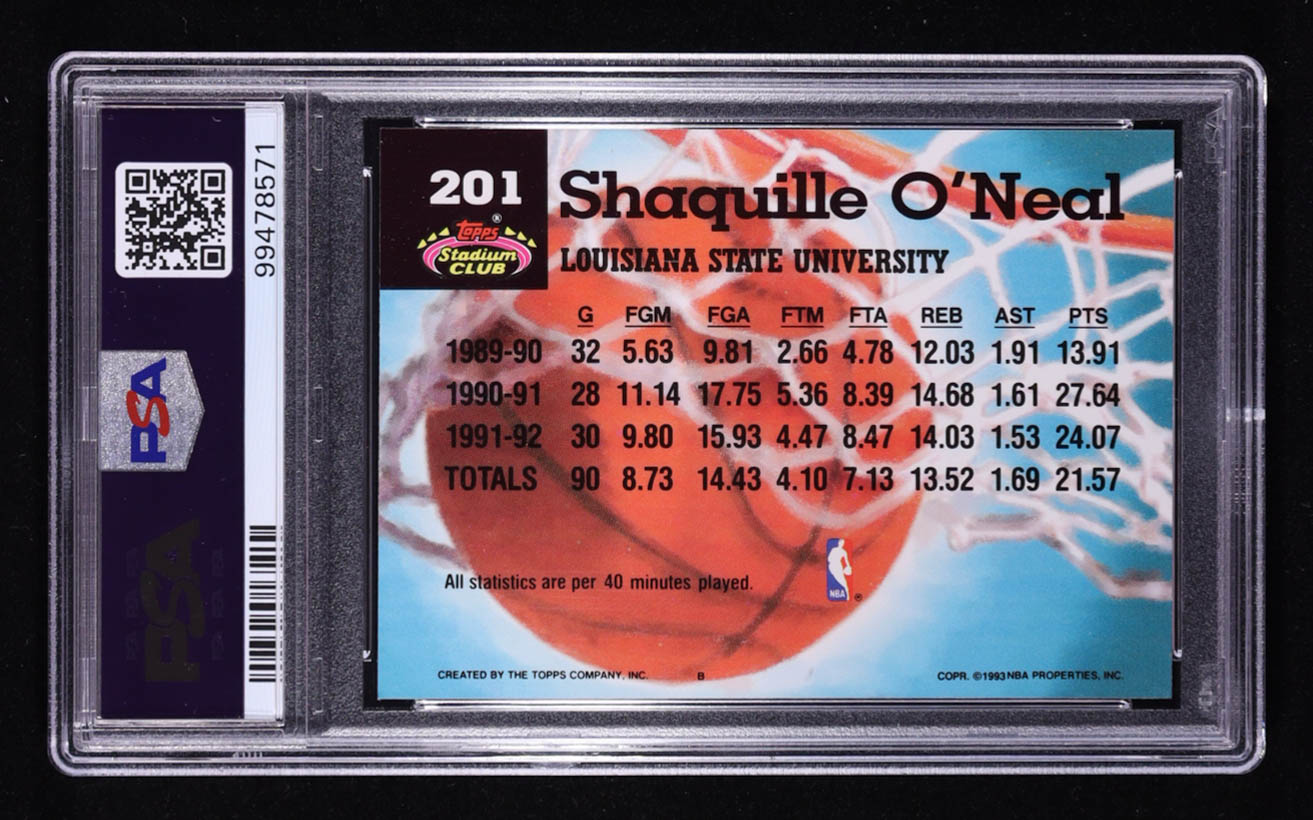 99478571
PSA
PSA
201
Topps®
Stadium
CLUB
Shaquille O'Neal
LOUISIANA STATE UNIVERSITY
G FGM FGA FTM FTA REB AST PTS
1989-90 32 5.63 9.81 2.66 4.78 12.03 1.91 13.91
1990-91 28 11.14 17.75 5.36 8.39 14.68 1.61 27.64
1991-92 30 9.80 15.93 4.47 8.47 14.03 1.53 24.07
TOTALS 90 8.73 14.43 4.10 7.13 13.52 1.69 21.57
All statistics are per 40 minutes played.
NBA ®
CREATED BY THE TOPPS COMPANY, INC. B COPR. ©1993 NBA PROPERTIES, INC.